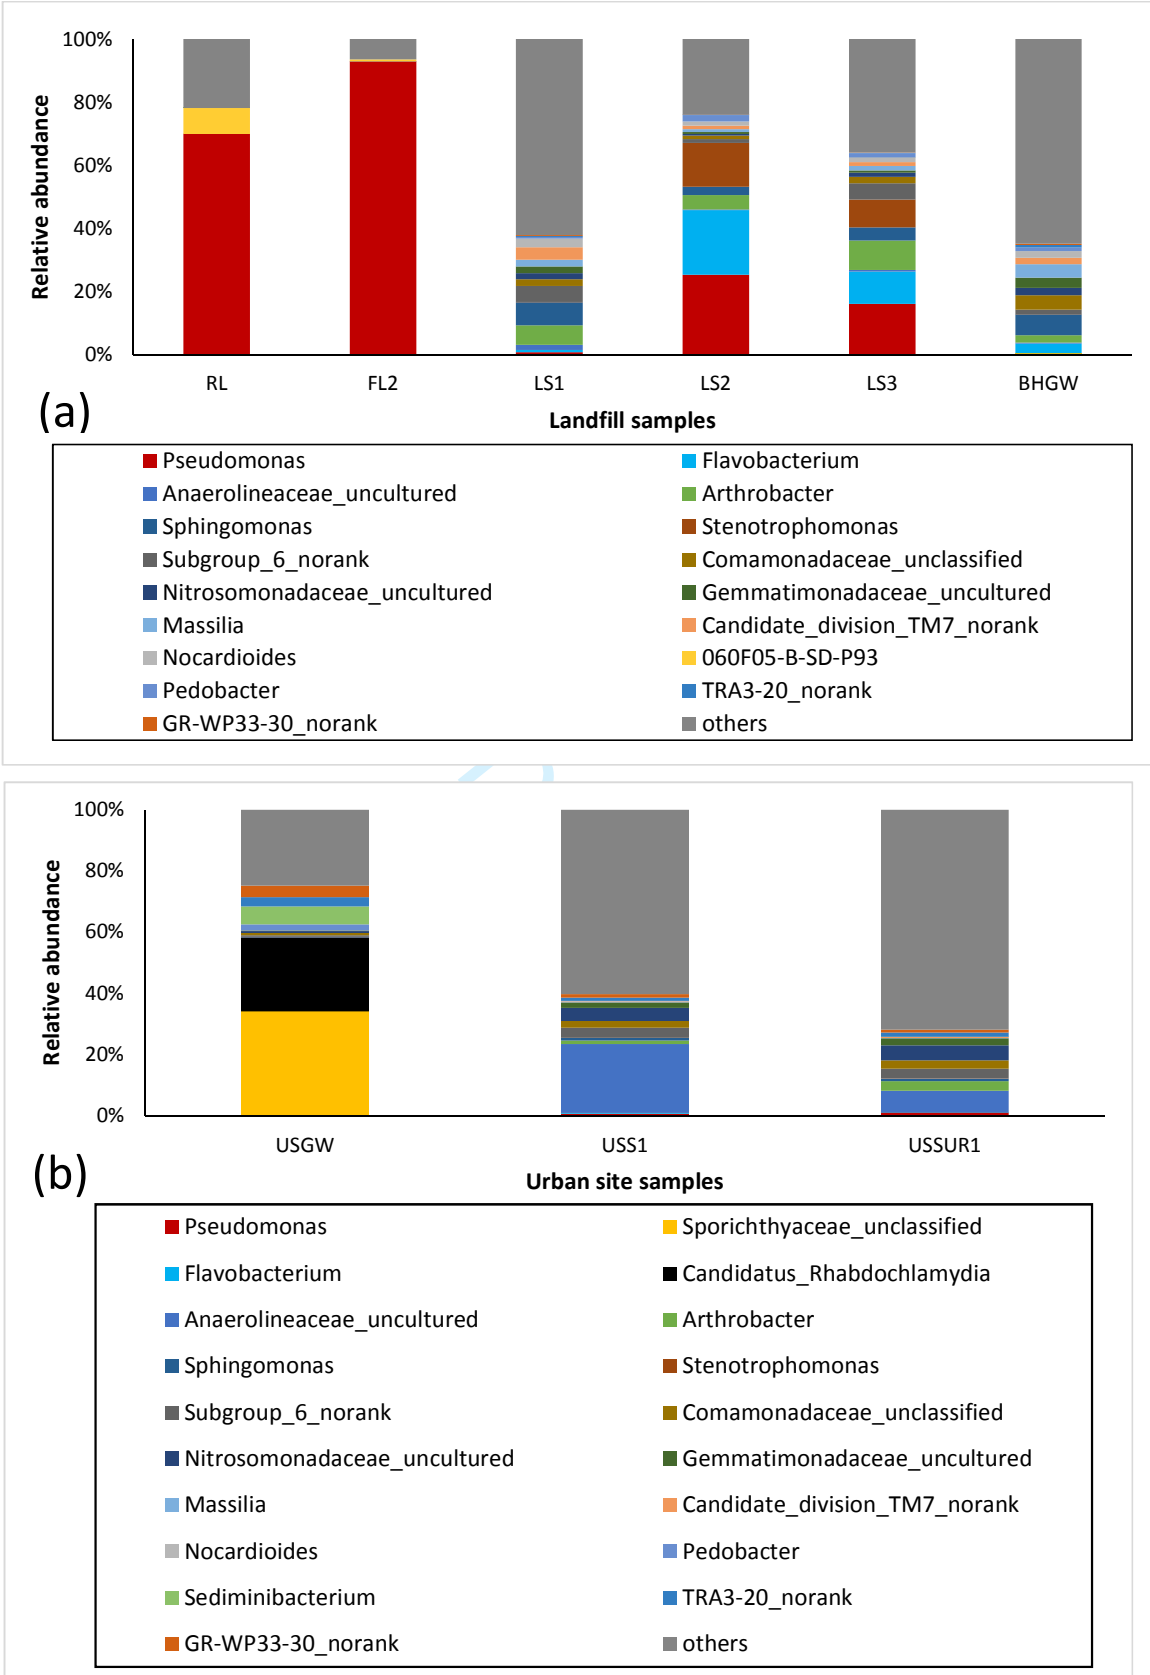 100%
80%
60%
40%
20%
0%
Relative abundance
RL FL2 LS1 LS2 LS3 BHGW
(a)
Landfill samples
Pseudomonas Flavobacterium
Anaerolineaceae_uncultured Arthrobacter
Sphingomonas Stenotrophomonas
Subgroup_6_norank Comamonadaceae_unclassified
Nitrosomonadaceae_uncultured Gemmatimonadaceae_uncultured
Massilia Candidate_division_TM7_norank
Nocardioides 060F05-B-SD-P93
Pedobacter TRA3-20_norank
GR-WP33-30_norank others
100%
80%
60%
40%
20%
0%
Relative abundance
USGW USS1 USSUR1
(b)
Urban site samples
Pseudomonas Sporichthyaceae_unclassified
Flavobacterium Candidatus_Rhabdochlamydia
Anaerolineaceae_uncultured Arthrobacter
Sphingomonas Stenotrophomonas
Subgroup_6_norank Comamonadaceae_unclassified
Nitrosomonadaceae_uncultured Gemmatimonadaceae_uncultured
Massilia Candidate_division_TM7_norank
Nocardioides Pedobacter
Sediminibacterium TRA3-20_norank
GR-WP33-30_norank others